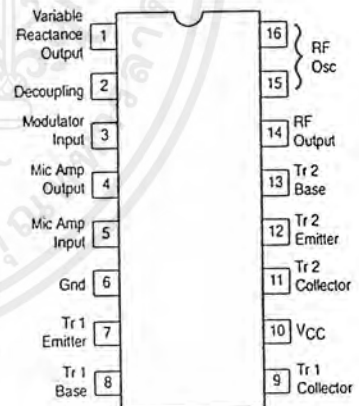 Variable
Reactance
Output
1
Decoupling
2
Modulator
Input
3
Mic Amp
Output
4
Mic Amp
Input
5
Gnd
6
Tr 1
Emitter
7
Tr 1
Base
8
16
RF
Osc
15
14
RF
Output
13
Tr 2
Base
12
Tr 2
Emitter
11
Tr 2
Collector
10
VCC
9
Tr 1
Collector